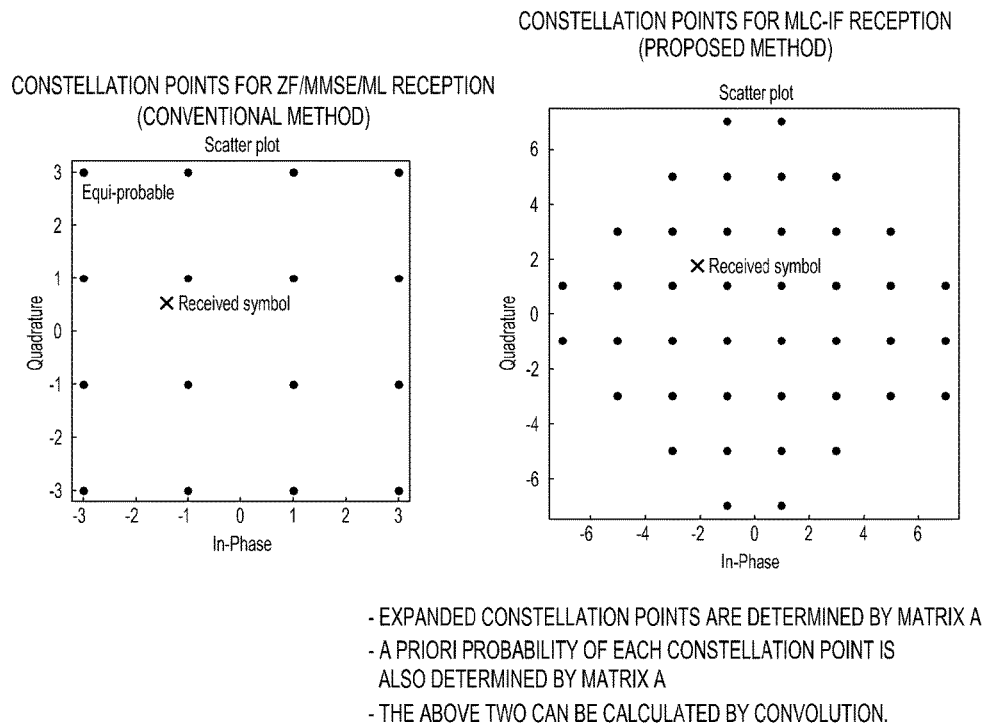 CONSTELLATION POINTS FOR ZF/MMSE/ML RECEPTION
(CONVENTIONAL METHOD)
Scatter plot
3
Equi-probable
2
1
Received symbol
0
-1
-2
-3
Quadrature
-3
-2
-1
0
1
2
3
In-Phase
CONSTELLATION POINTS FOR MLC-IF RECEPTION
(PROPOSED METHOD)
Scatter plot
6
4
2
Received symbol
0
-2
-4
-6
Quadrature
-6
-4
-2
0
2
4
6
In-Phase
- EXPANDED CONSTELLATION POINTS ARE DETERMINED BY MATRIX A
- A PRIORI PROBABILITY OF EACH CONSTELLATION POINT IS
ALSO DETERMINED BY MATRIX A
- THE ABOVE TWO CAN BE CALCULATED BY CONVOLUTION.